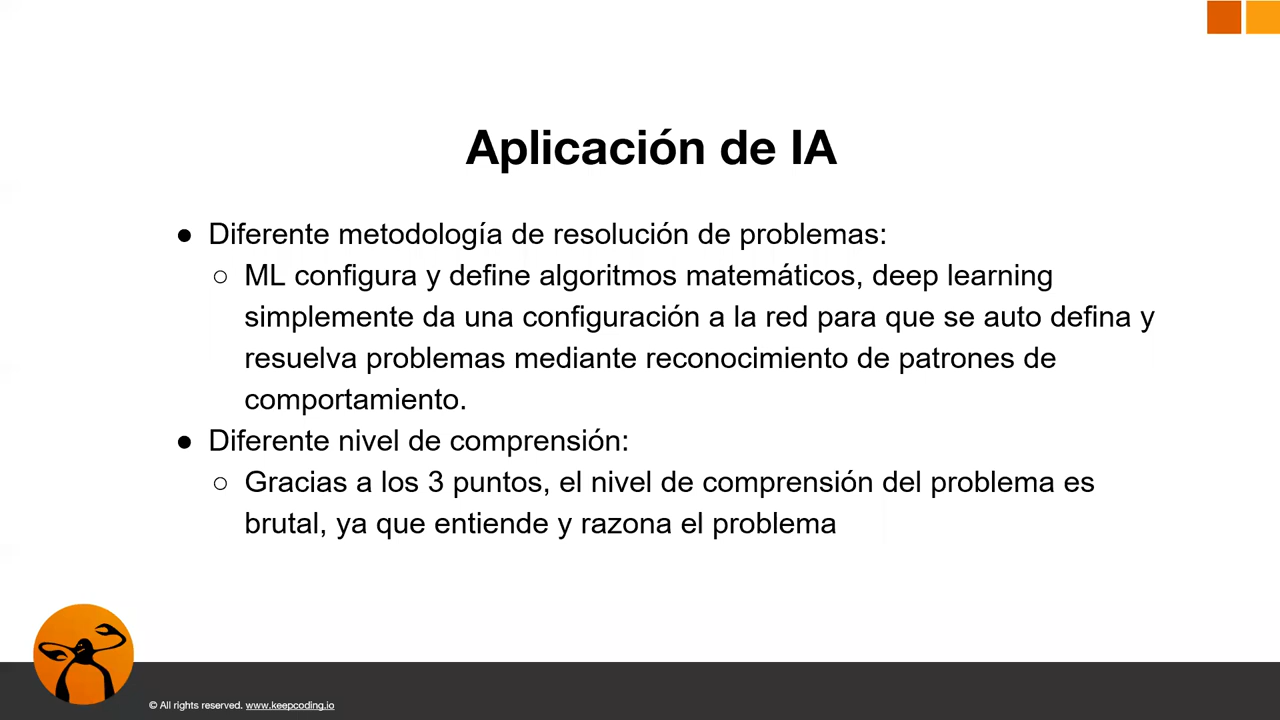 Aplicación de IA
● Diferente metodología de resolución de problemas:
○ ML configura y define algoritmos matemáticos, deep learning
simplemente da una configuración a la red para que se auto defina y
resuelva problemas mediante reconocimiento de patrones de
comportamiento.
● Diferente nivel de comprensión:
○ Gracias a los 3 puntos, el nivel de comprensión del problema es
brutal, ya que entiende y razona el problema
© All rights reserved. www.keepcoding.io